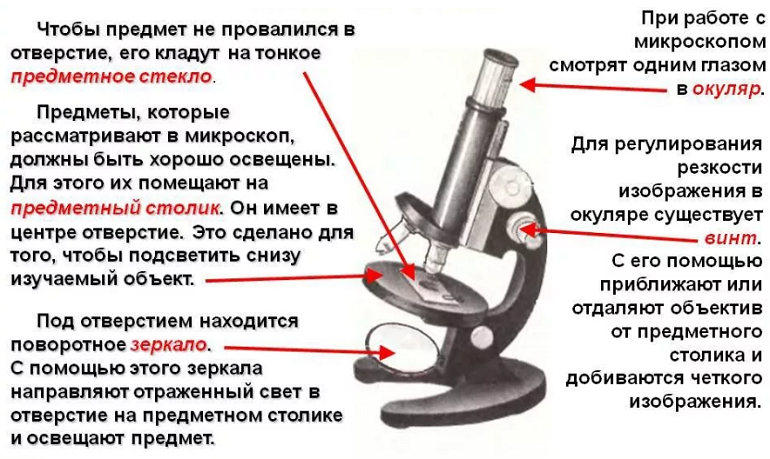 Чтобы предмет не провалился в
отверстие, его кладут на тонкое
предметное стекло.
Предметы, которые
рассматривают в микроскоп,
должны быть хорошо освещены.
Для этого их помещают на
предметный столик. Он имеет в
центре отверстие. Это сделано для
того, чтобы подсветить снизу
изучаемый объект.
Под отверстием находится
поворотное зеркало.
С помощью этого зеркала
направляют отраженный свет в
отверстие на предметном столике
и освещают предмет.
При работе с
микроскопом
смотрят одним глазом
в окуляр.
Для регулирования
резкости
изображения в
окуляре существует
винт.
С его помощью
приближают или
отдаляют объектив
от предметного
столика и
добиваются четкого
изображения.